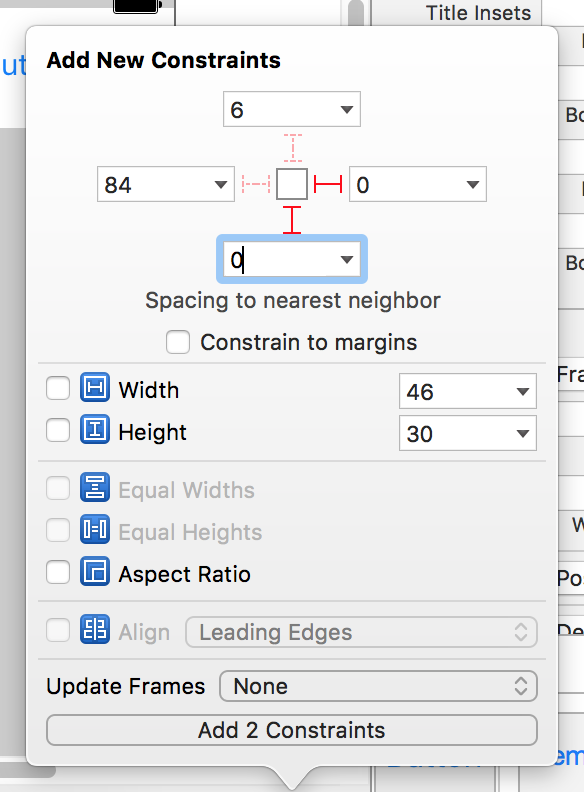 Title Insets
ut
Add New Constraints
6
84
0
0
Spacing to nearest neighbor
Constrain to margins
Width
46
Height
30
Equal Widths
Equal Heights
Aspect Ratio
Align
Leading Edges
Update Frames
None
Add 2 Constraints
Bo
Bo
Fra
W
Po
De
em